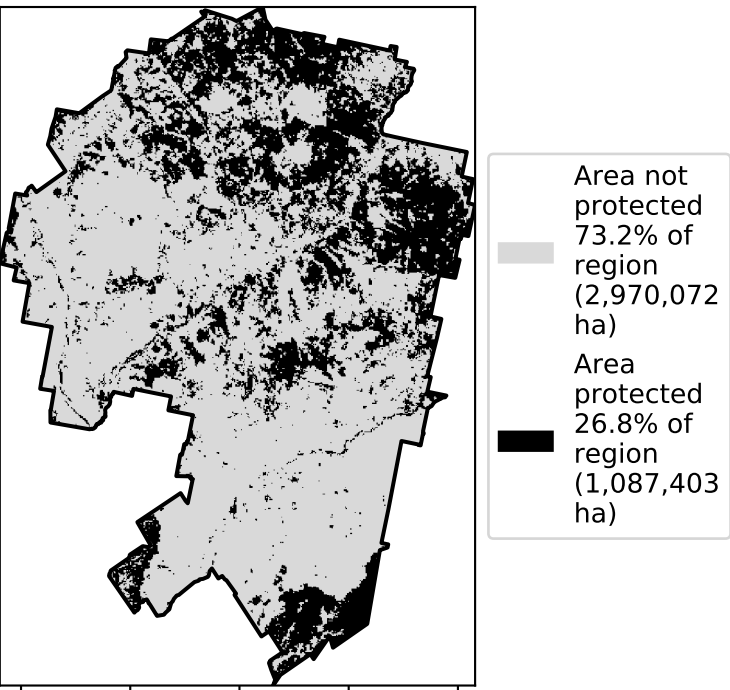 Area not
protected
73.2% of
region
(2,970,072
ha)
Area
protected
26.8% of
region
(1,087,403
ha)